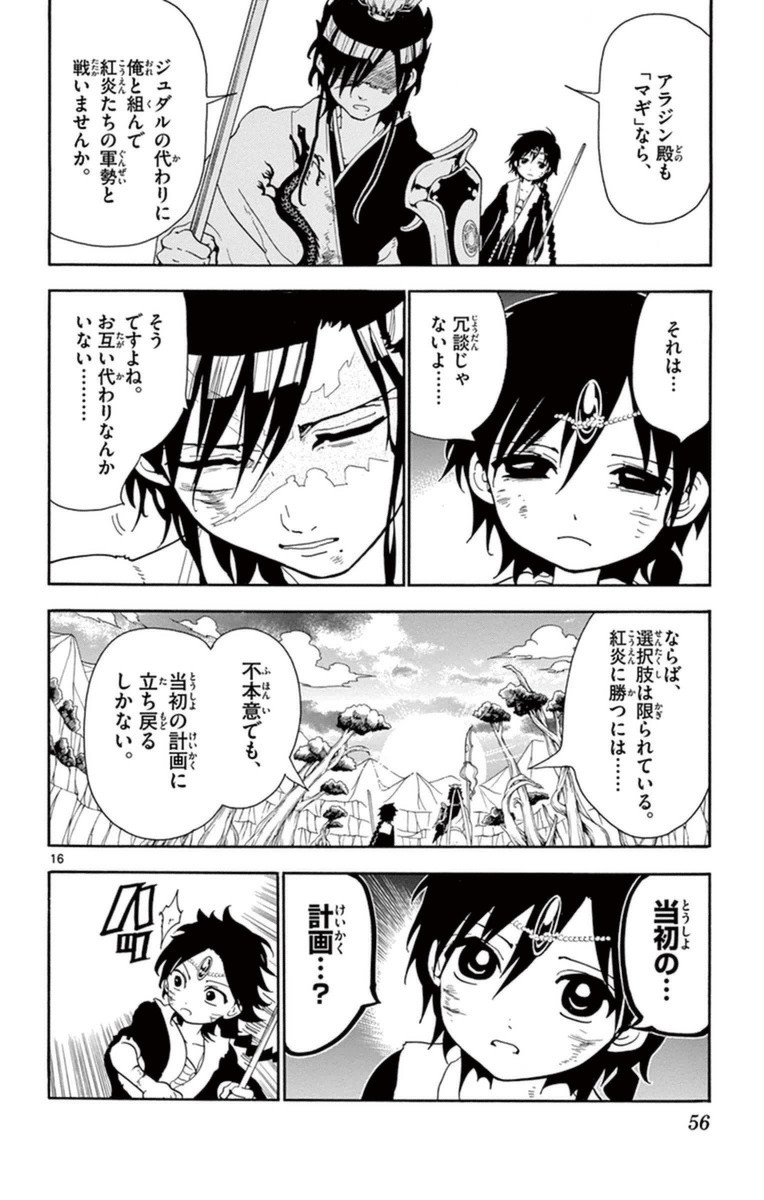 アラジン殿も
「マギ」なら、
ジュダルの代わりに
俺と組んで
紅炎たちの軍勢と
戦いませんか。
それは…
冗談じゃ
ないよ……
そう
ですよね。
お互い代わりなんか
いない………
ならば、
選択肢は限られている。
紅炎に勝つには……
不本意でも、
当初の計画に
立ち戻る
しかない。
16
当初の…
計画…?
バッ
56